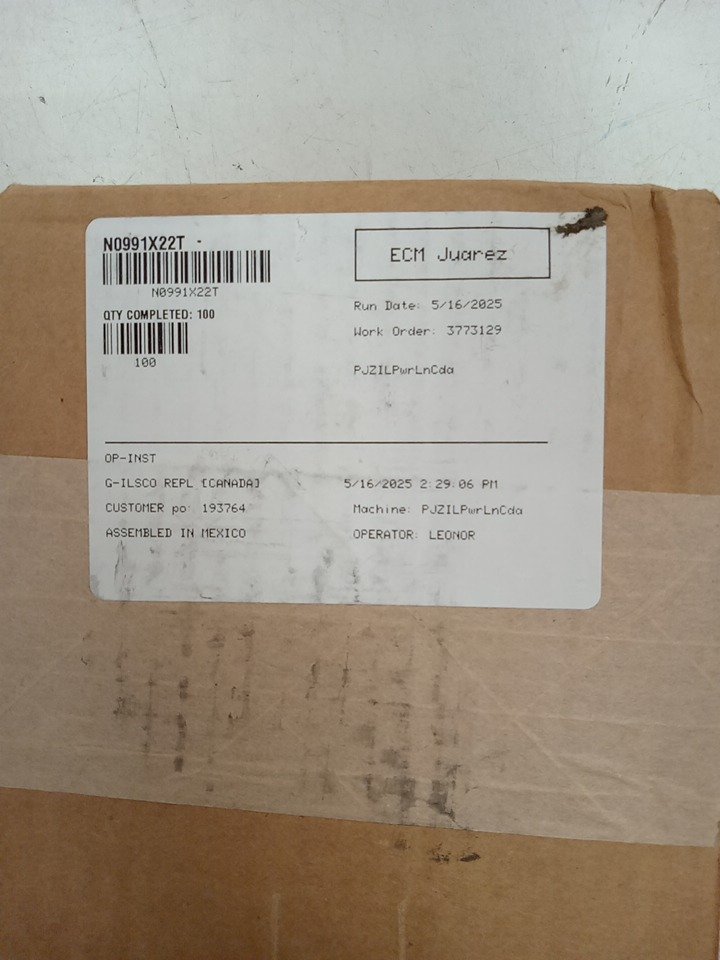 N0991X22T -
N0991X22T
QTY COMPLETED: 100
100
ECM Juarez
Run Date: 5/16/2025
Work Order: 3773129
PJZILPwrLnCda
OP-INST
G-ILSCO REPL [CANADA]
CUSTOMER po: 193764
ASSEMBLED IN MEXICO
5/16/2025 2:29:06 PM
Machine: PJZILPwrLnCda
OPERATOR: LEONOR